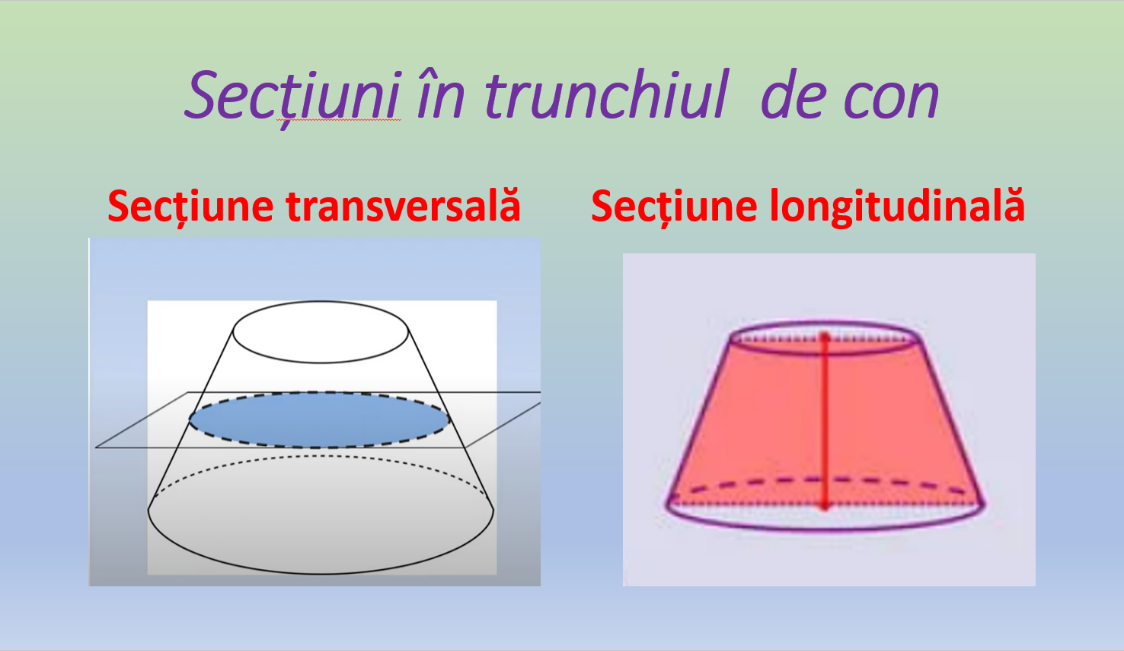 Secțiuni în trunchiul  de con
Secțiune transversală
Secțiune longitudinală